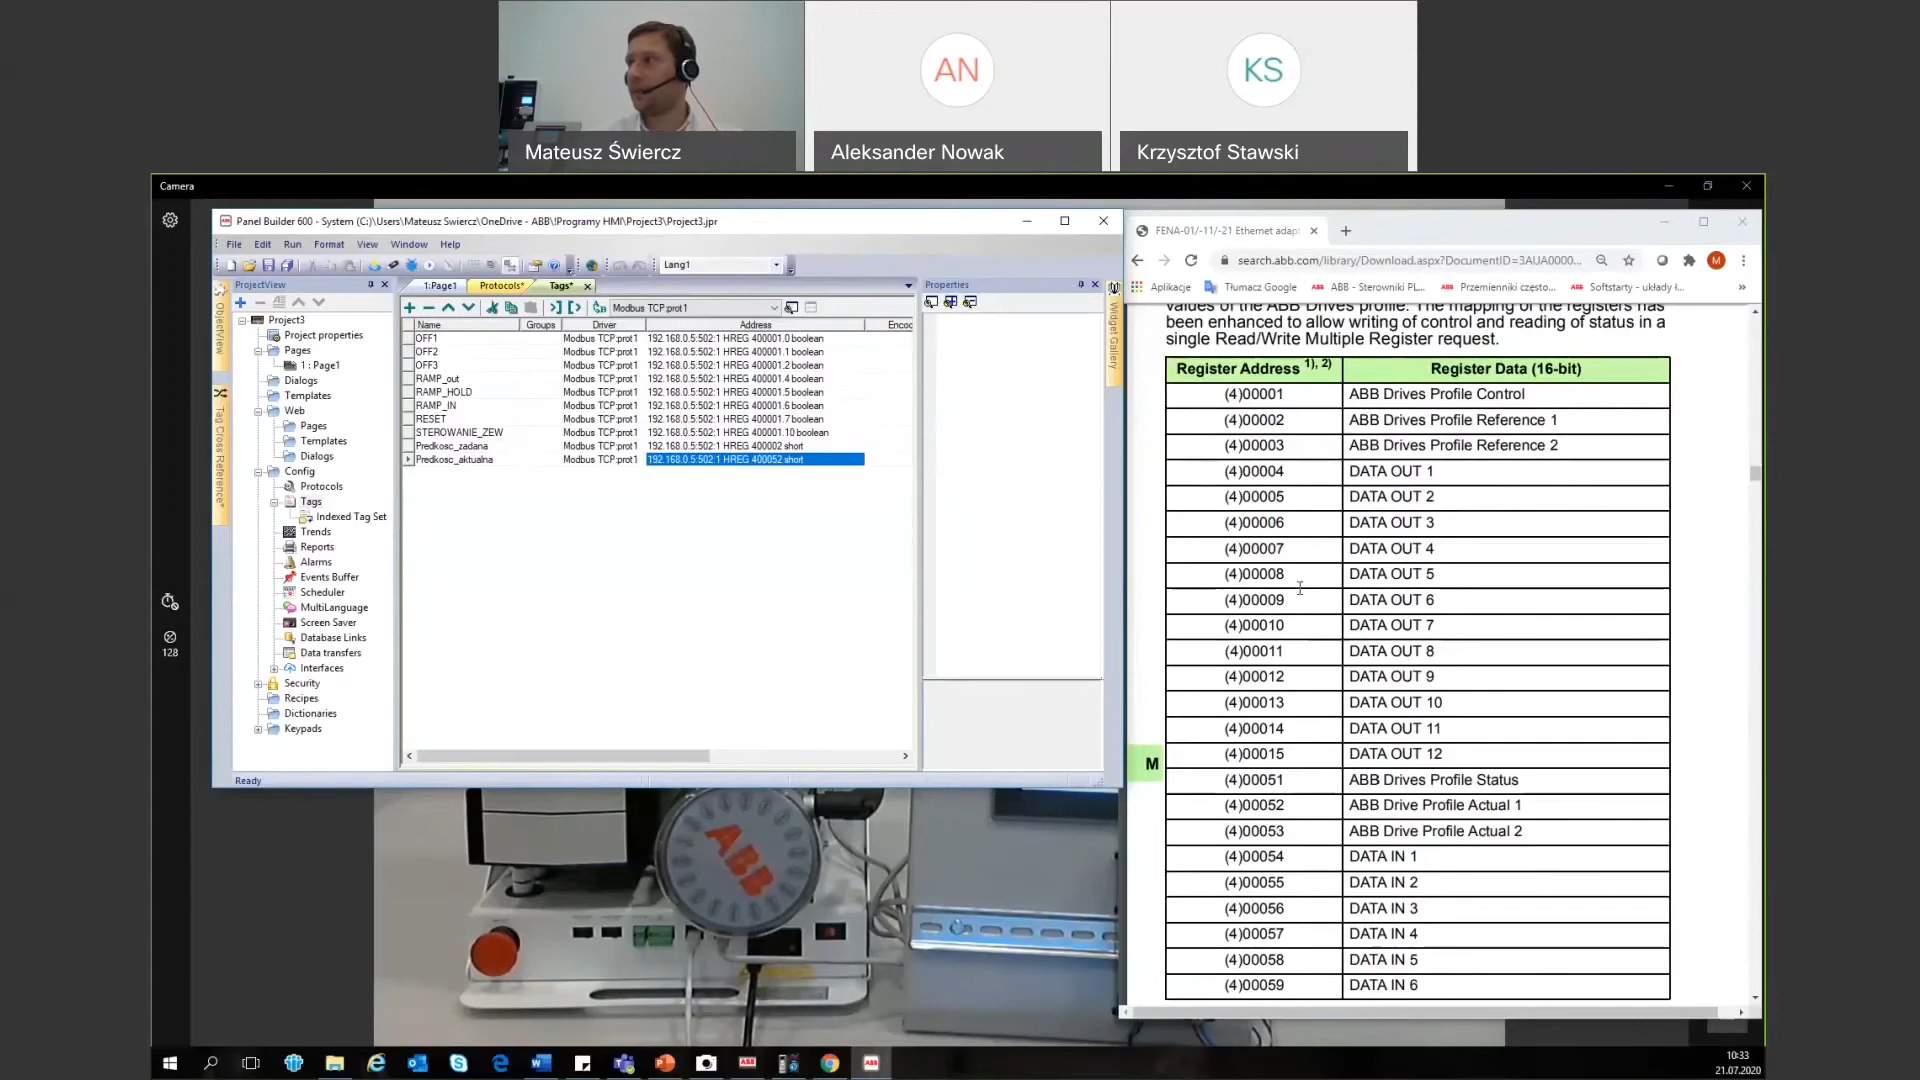 AN
KS
Mateusz Świercz
Aleksander Nowak
Krzysztof Stawski
Camera
128
Panel Builder 600 - System (C:)\Users\Mateusz Swiercz\OneDrive - ABB\!Programy HMI\Project3\Project3.jpr
File Edit Run Format View Window Help
Lang1
ProjectView
ObjectView
Tag Cross Reference*
Project3
Project properties
Pages
1 : Page1
Dialogs
Templates
Web
Pages
Templates
Dialogs
Config
Protocols
Tags
Indexed Tag Set
Trends
Reports
Alarms
Events Buffer
Scheduler
MultiLanguage
Screen Saver
Database Links
Data transfers
Interfaces
Security
Recipes
Dictionaries
Keypads
Ready
1:Page1 Protocols* Tags*
Modbus TCP:prot1
Name Groups Driver Address Encod
OFF1 Modbus TCP:prot1 192.168.0.5:502:1 HREG 400001.0 boolean
OFF2 Modbus TCP:prot1 192.168.0.5:502:1 HREG 400001.1 boolean
OFF3 Modbus TCP:prot1 192.168.0.5:502:1 HREG 400001.2 boolean
RAMP_out Modbus TCP:prot1 192.168.0.5:502:1 HREG 400001.4 boolean
RAMP_HOLD Modbus TCP:prot1 192.168.0.5:502:1 HREG 400001.5 boolean
RAMP_IN Modbus TCP:prot1 192.168.0.5:502:1 HREG 400001.6 boolean
RESET Modbus TCP:prot1 192.168.0.5:502:1 HREG 400001.7 boolean
STEROWANIE_ZEW Modbus TCP:prot1 192.168.0.5:502:1 HREG 400001.10 boolean
Predkosc_zadana Modbus TCP:prot1 192.168.0.5:502:1 HREG 400002 short
Predkosc_aktualna Modbus TCP:prot1 192.168.0.5:502:1 HREG 400052 short
Properties
Widget Gallery
ABB
FENA-01/-11/-21 Ethernet adapt
search.abb.com/library/Download.aspx?DocumentID=3AUA0000...
M
Aplikacje Tłumacz Google ABB - Sterowniki PL... Przemienniki często... Softstarty - układy ł...
values of the ABB Drives profile. The mapping of the registers has
been enhanced to allow writing of control and reading of status in a
single Read/Write Multiple Register request.
Register Address 1), 2) Register Data (16-bit)
(4)00001 ABB Drives Profile Control
(4)00002 ABB Drives Profile Reference 1
(4)00003 ABB Drives Profile Reference 2
(4)00004 DATA OUT 1
(4)00005 DATA OUT 2
(4)00006 DATA OUT 3
(4)00007 DATA OUT 4
(4)00008 DATA OUT 5
(4)00009 DATA OUT 6
(4)00010 DATA OUT 7
(4)00011 DATA OUT 8
(4)00012 DATA OUT 9
(4)00013 DATA OUT 10
(4)00014 DATA OUT 11
(4)00015 DATA OUT 12
M
(4)00051 ABB Drives Profile Status
(4)00052 ABB Drive Profile Actual 1
(4)00053 ABB Drive Profile Actual 2
(4)00054 DATA IN 1
(4)00055 DATA IN 2
(4)00056 DATA IN 3
(4)00057 DATA IN 4
(4)00058 DATA IN 5
(4)00059 DATA IN 6
10:33
21.07.2020